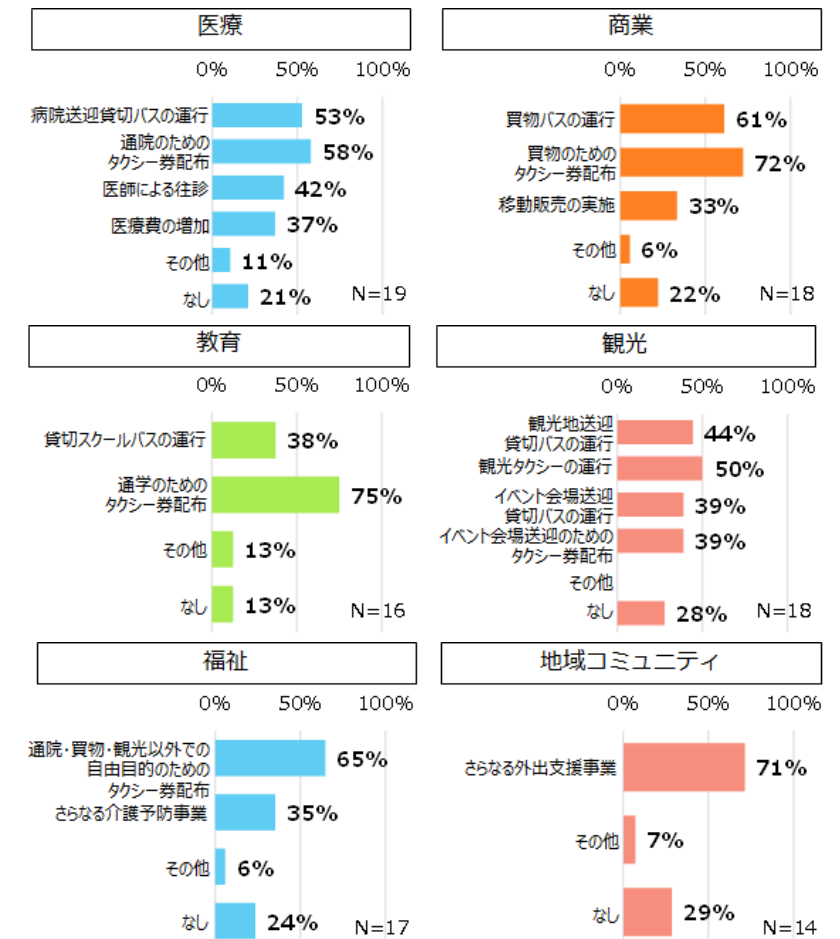 医療
0% 50% 100%
病院送迎貸切バスの運行 53%
通院のための
タクシー券配布 58%
医師による往診 42%
医療費の増加 37%
その他 11%
なし 21% N=19
商業
0% 50% 100%
買物バスの運行 61%
買物のための
タクシー券配布 72%
移動販売の実施 33%
その他 6%
なし 22% N=18
教育
0% 50% 100%
貸切スクールバスの運行 38%
通学のための
タクシー券配布 75%
その他 13%
なし 13% N=16
観光
0% 50% 100%
観光地送迎
貸切バスの運行 44%
観光タクシーの運行 50%
イベント会場送迎
貸切バスの運行 39%
イベント会場送迎のための
タクシー券配布 39%
その他
なし 28% N=18
福祉
0% 50% 100%
通院・買物・観光以外での
自由目的のための
タクシー券配布 65%
さらなる介護予防事業 35%
その他 6%
なし 24% N=17
地域コミュニティ
0% 50% 100%
さらなる外出支援事業 71%
その他 7%
なし 29% N=14